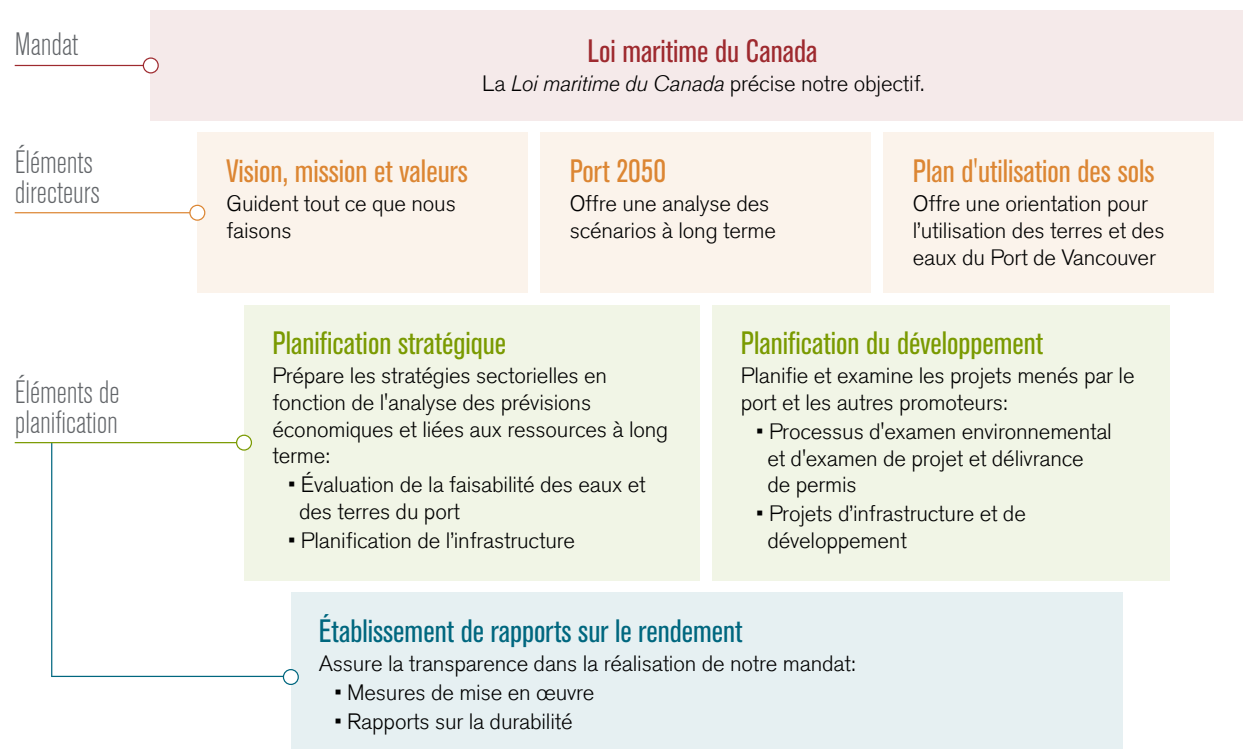 Mandat
Loi maritime du Canada
La Loi maritime du Canada précise notre objectif.
Éléments
directeurs
Vision, mission et valeurs
Guident tout ce que nous
faisons
Port 2050
Offre une analyse des
scénarios à long terme
Plan d'utilisation des sols
Offre une orientation pour
l’utilisation des terres et des
eaux du Port de Vancouver
Éléments de
planification
Planification stratégique
Prépare les stratégies sectorielles en
fonction de l'analyse des prévisions
économiques et liées aux ressources à long
terme:
▪ Évaluation de la faisabilité des eaux et
des terres du port
▪ Planification de l’infrastructure
Planification du développement
Planifie et examine les projets menés par le
port et les autres promoteurs:
▪ Processus d'examen environnemental
et d'examen de projet et délivrance
de permis
▪ Projets d’infrastructure et de
développement
Établissement de rapports sur le rendement
Assure la transparence dans la réalisation de notre mandat:
▪ Mesures de mise en œuvre
▪ Rapports sur la durabilité